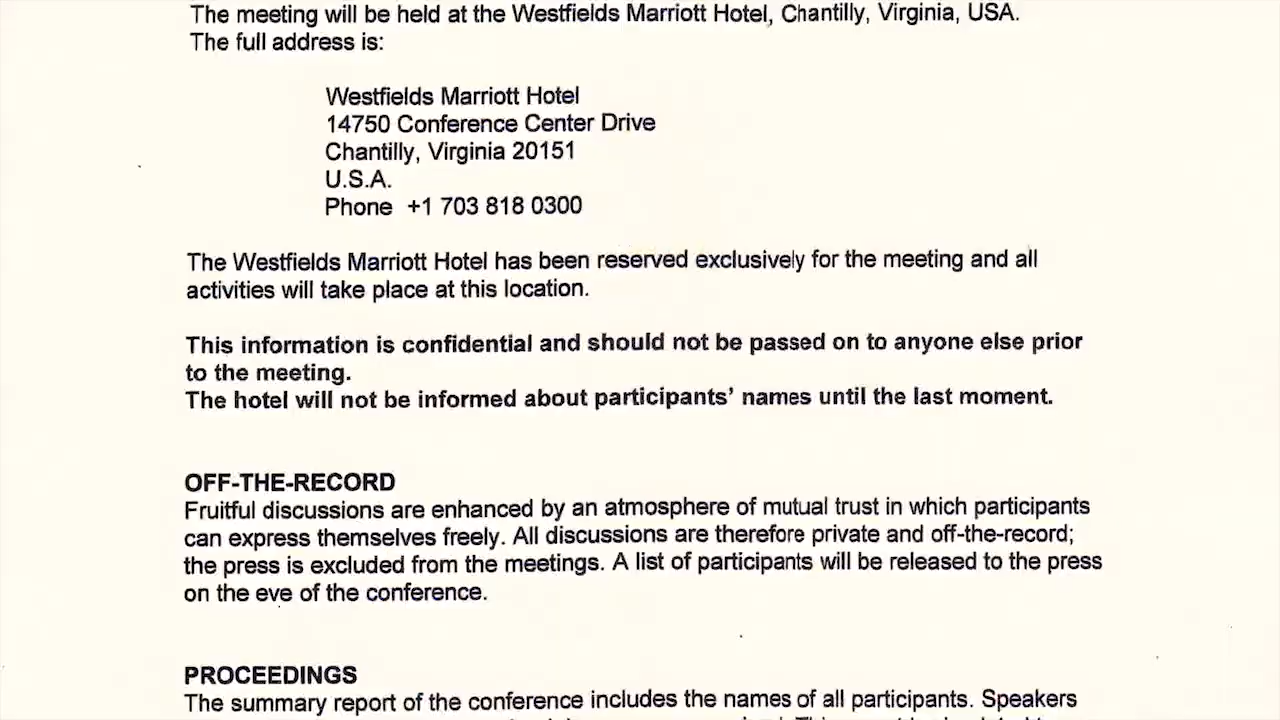 The meeting will be held at the Westfields Marriott Hotel, Chantilly, Virginia, USA.
The full address is:
Westfields Marriott Hotel
14750 Conference Center Drive
Chantilly, Virginia 20151
U.S.A.
Phone +1 703 818 0300
The Westfields Marriott Hotel has been reserved exclusively for the meeting and all
activities will take place at this location.
This information is confidential and should not be passed on to anyone else prior
to the meeting.
The hotel will not be informed about participants' names until the last moment.
OFF-THE-RECORD
Fruitful discussions are enhanced by an atmosphere of mutual trust in which participants
can express themselves freely. All discussions are therefore private and off-the-record;
the press is excluded from the meetings. A list of participants will be released to the press
on the eve of the conference.
PROCEEDINGS
The summary report of the conference includes the names of all participants. Speakers